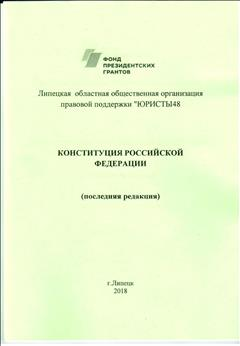 ФОНД
ПРЕЗИДЕНТСКИХ
ГРАНТОВ
Липецкая областная общественная организация
правовой поддержки "ЮРИСТЫ48
КОНСТИТУЦИЯ РОССИЙСКОЙ
ФЕДЕРАЦИИ
(последняя редакция)
г.Липецк
2018